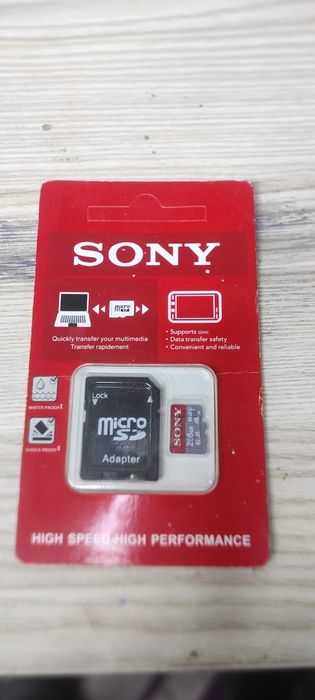 SONY
micro
Quickly transfer your multimedia
Transfer rapidement
• Supports SDHC
• Data transfer safety
• Convenient and reliable
WATER-PROOF
SHOCK-PROOF
Lock
micro
SD
Adapter
SONY
256GB
HIGH SPEED HIGH PERFORMANCE